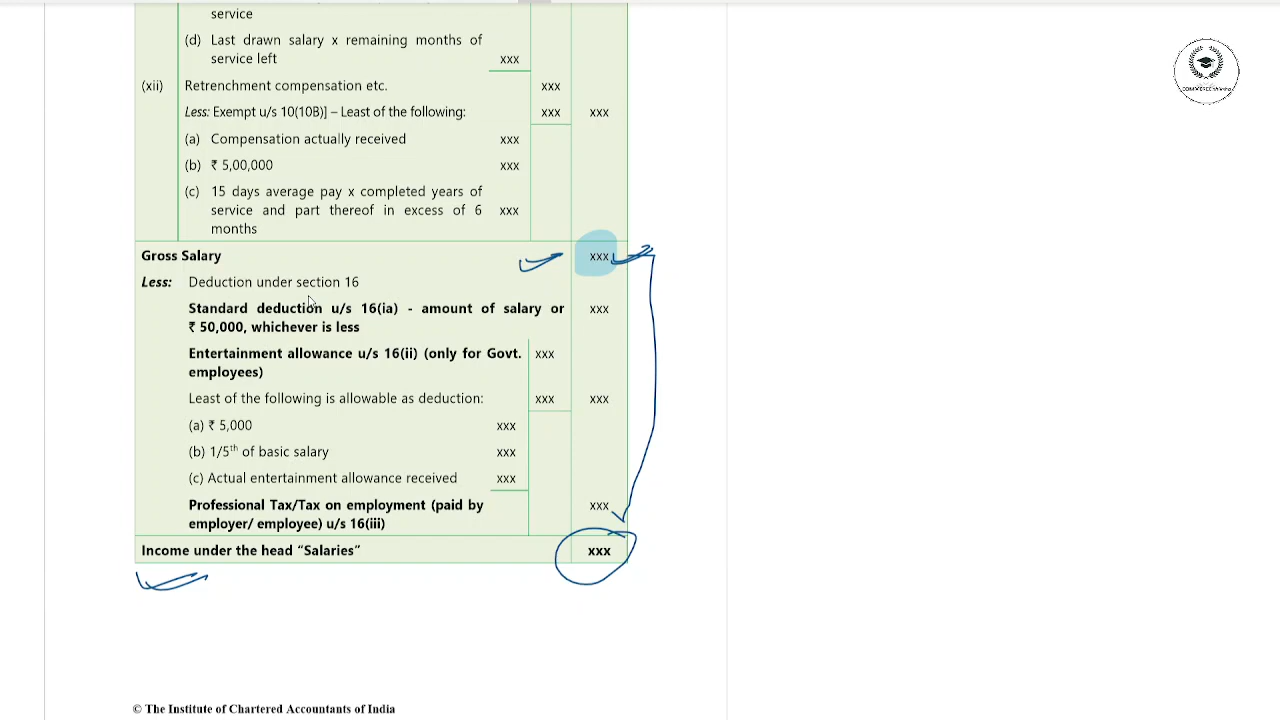 service
(d) Last drawn salary x remaining months of
service left xxx
(xii) Retrenchment compensation etc. xxx
Less: Exempt u/s 10(10B)] – Least of the following: xxx xxx
(a) Compensation actually received xxx
(b) ₹ 5,00,000 xxx
(c) 15 days average pay x completed years of
service and part thereof in excess of 6 xxx
months
Gross Salary xxx
Less: Deduction under section 16
Standard deduction u/s 16(ia) - amount of salary or xxx
₹ 50,000, whichever is less
Entertainment allowance u/s 16(ii) (only for Govt. xxx
employees)
Least of the following is allowable as deduction: xxx xxx
(a) ₹ 5,000 xxx
(b) 1/5th of basic salary xxx
(c) Actual entertainment allowance received xxx
Professional Tax/Tax on employment (paid by xxx
employer/ employee) u/s 16(iii)
Income under the head “Salaries” xxx
© The Institute of Chartered Accountants of India